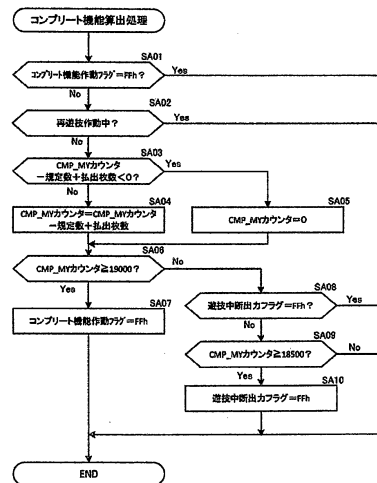 コンプリート機能算出処理
SA01
コンプリート機能作動フラグ=FFh?
Yes
No
SA02
再遊技作動中?
Yes
No
SA03
CMP_MYカウンタ
－規定数＋払出枚数<0?
Yes
No
SA04
CMP_MYカウンタ=CMP_MYカウンタ
－規定数＋払出枚数
SA05
CMP_MYカウンタ=0
SA06
CMP_MYカウンタ≧19000?
No
Yes
SA07
コンプリート機能作動フラグ=FFh
SA08
遊技中断出力フラグ=FFh?
Yes
No
SA09
CMP_MYカウンタ≧18500?
No
Yes
SA10
遊技中断出力フラグ=FFh
END